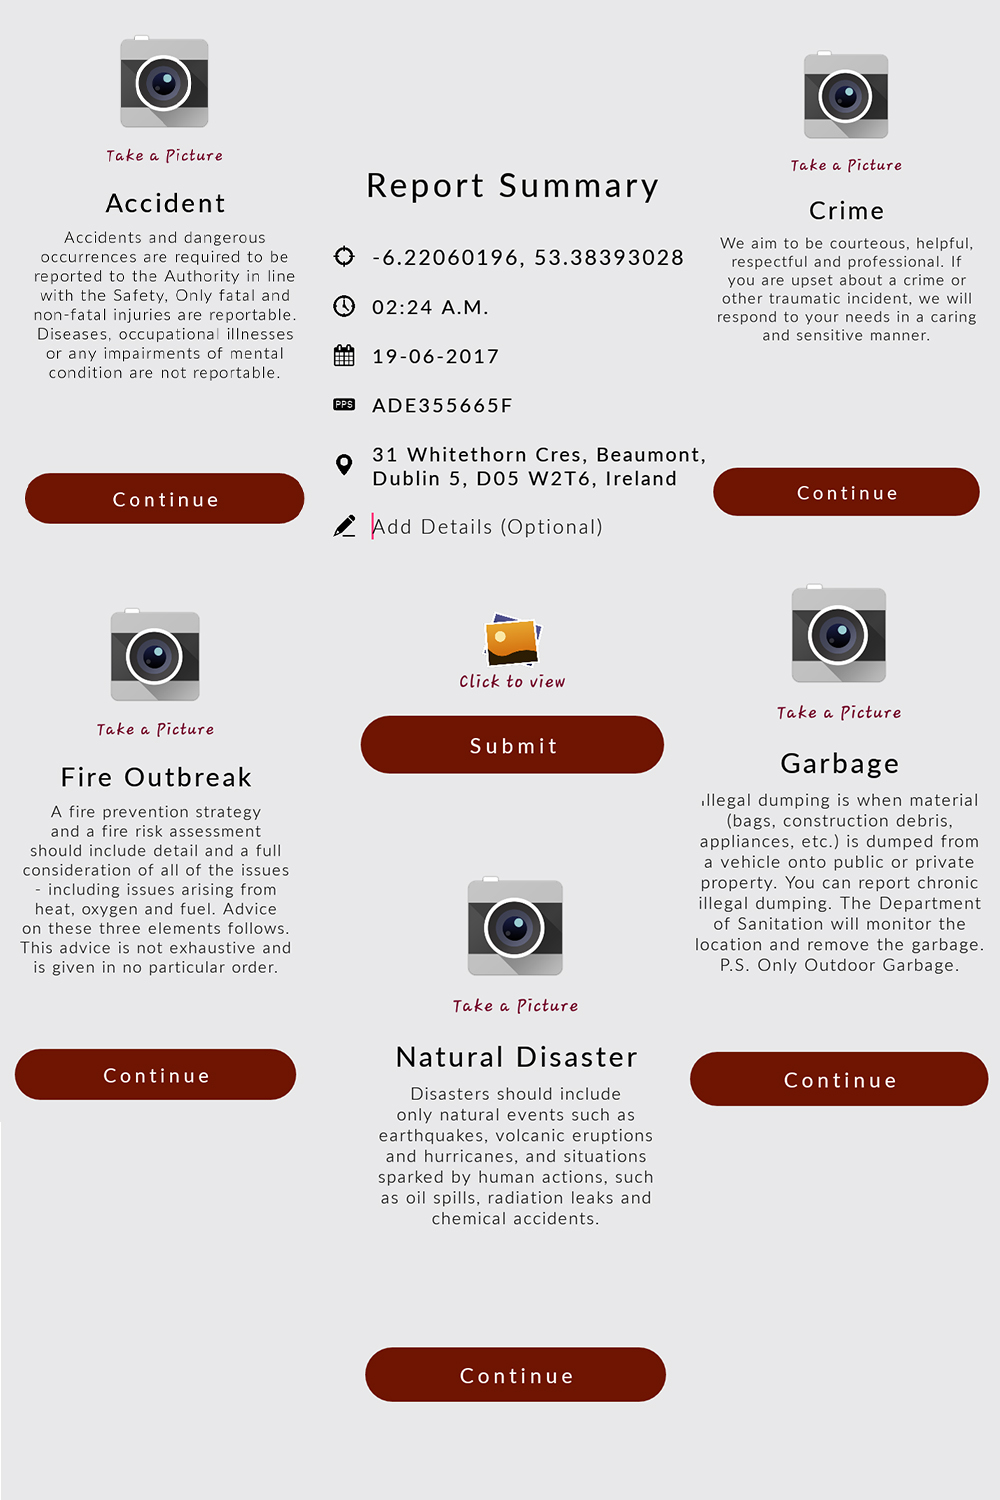 Take a Picture
Accident
Accidents and dangerous
occurrences are required to be
reported to the Authority in line
with the Safety, Only fatal and
non-fatal injuries are reportable.
Diseases, occupational illnesses
or any impairments of mental
condition are not reportable.
Continue
Report Summary
-6.22060196, 53.38393028
02:24 A.M.
19-06-2017
PPS
ADE355665F
31 Whitethorn Cres, Beaumont,
Dublin 5, D05 W2T6, Ireland
Add Details (Optional)
Click to view
Submit
Take a Picture
Crime
We aim to be courteous, helpful,
respectful and professional. If
you are upset about a crime or
other traumatic incident, we will
respond to your needs in a caring
and sensitive manner.
Continue
Take a Picture
Fire Outbreak
A fire prevention strategy
and a fire risk assessment
should include detail and a full
consideration of all of the issues
- including issues arising from
heat, oxygen and fuel. Advice
on these three elements follows.
This advice is not exhaustive and
is given in no particular order.
Continue
Take a Picture
Natural Disaster
Disasters should include
only natural events such as
earthquakes, volcanic eruptions
and hurricanes, and situations
sparked by human actions, such
as oil spills, radiation leaks and
chemical accidents.
Continue
Take a Picture
Garbage
Illegal dumping is when material
(bags, construction debris,
appliances, etc.) is dumped from
a vehicle onto public or private
property. You can report chronic
illegal dumping. The Department
of Sanitation will monitor the
location and remove the garbage.
P.S. Only Outdoor Garbage.
Continue